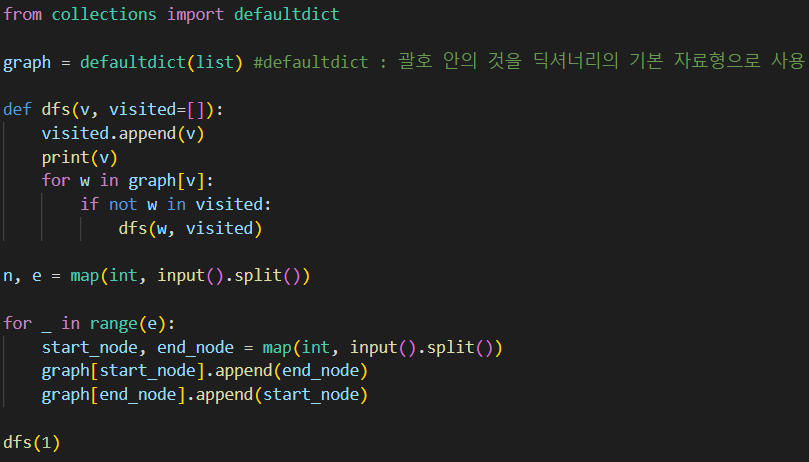 from collections import defaultdict
graph = defaultdict(list) #defaultdict : 괄호 안의 것을 딕셔너리의 기본 자료형으로 사용
def dfs(v, visited=[]):
    visited.append(v)
    print(v)
    for w in graph[v]:
        if not w in visited:
            dfs(w, visited)
n, e = map(int, input().split())
for _ in range(e):
    start_node, end_node = map(int, input().split())
    graph[start_node].append(end_node)
    graph[end_node].append(start_node)
dfs(1)